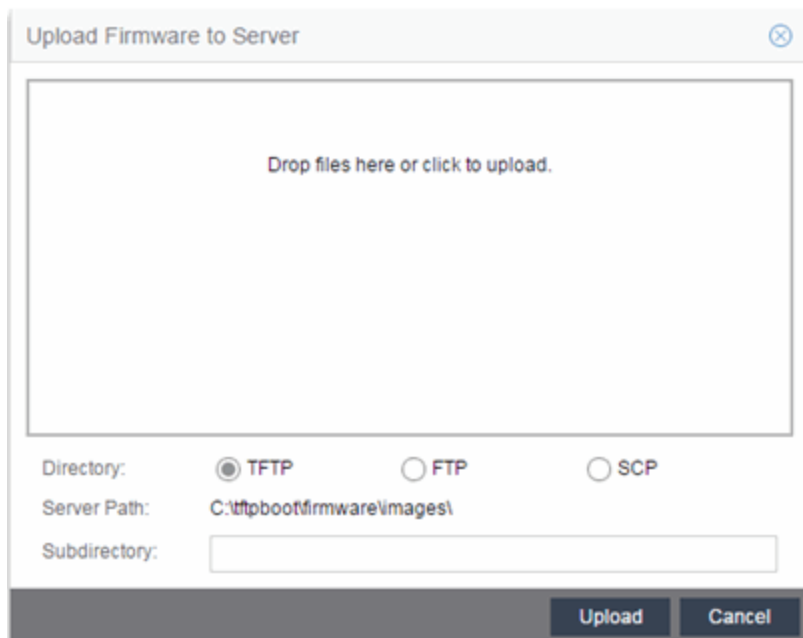 Upload Firmware to Server
Drop files here or click to upload.
Directory: TFTP FTP SCP
Server Path: C:\tftpboot\firmware\images\
Subdirectory:
Upload Cancel